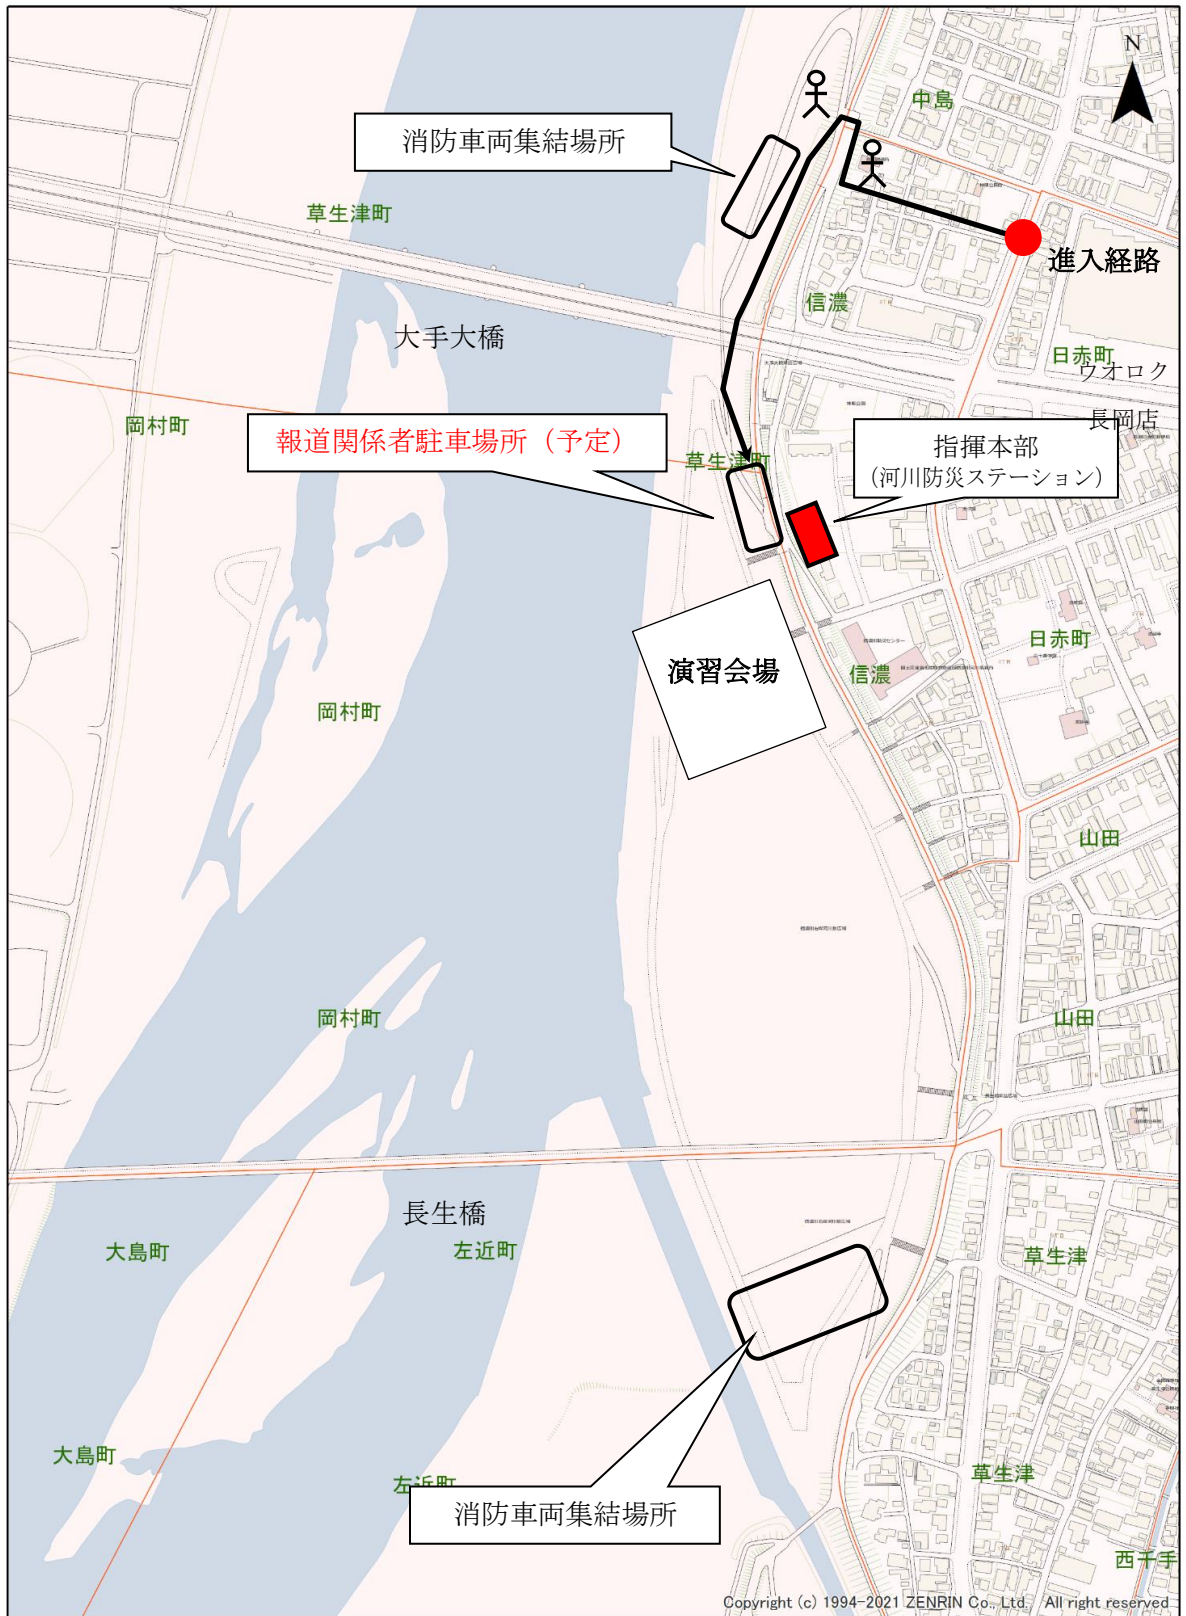 N
中島
消防車両集結場所
草生津町
進入経路
信濃
大手大橋
日赤町
ウオロク
長岡店
岡村町
報道関係者駐車場所（予定）
草生津町
指揮本部
（河川防災ステーション）
日赤町
演習会場
信濃
岡村町
山田
岡村町
山田
長生橋
大島町
左近町
草生津
大島町
左近町
草生津
消防車両集結場所
西千手
Copyright (c) 1994-2021 ZENRIN Co., Ltd. All right reserved